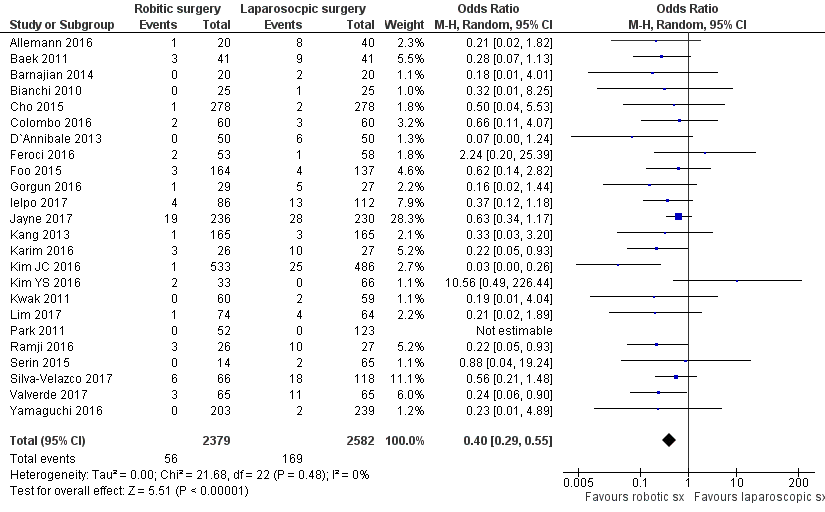 Robitic surgery Laparosocpic surgery Odds Ratio Odds Ratio
Study or Subgroup Events Total Events Total Weight M-H, Random, 95% CI M-H, Random, 95% CI
Allemann 2016 1 20 8 40 2.3% 0.21 [0.02, 1.82]
Baek 2011 3 41 9 41 5.5% 0.28 [0.07, 1.13]
Barnajian 2014 0 20 2 20 1.1% 0.18 [0.01, 4.01]
Bianchi 2010 0 25 1 25 1.0% 0.32 [0.01, 8.25]
Cho 2015 1 278 2 278 1.8% 0.50 [0.04, 5.53]
Colombo 2016 2 60 3 60 3.2% 0.66 [0.11, 4.07]
D`Annibale 2013 0 50 6 50 1.2% 0.07 [0.00, 1.24]
Feroci 2016 2 53 1 58 1.8% 2.24 [0.20, 25.39]
Foo 2015 3 164 4 137 4.6% 0.62 [0.14, 2.82]
Gorgun 2016 1 29 5 27 2.1% 0.16 [0.02, 1.44]
Ielpo 2017 4 86 13 112 7.9% 0.37 [0.12, 1.18]
Jayne 2017 19 236 28 230 28.3% 0.63 [0.34, 1.17]
Kang 2013 1 165 3 165 2.0% 0.33 [0.03, 3.20]
Karim 2016 3 26 10 27 5.2% 0.22 [0.05, 0.93]
Kim JC 2016 1 533 25 486 2.7% 0.03 [0.00, 0.26]
Kim YS 2016 2 33 0 66 1.1% 10.56 [0.49, 226.44]
Kwak 2011 0 60 2 59 1.1% 0.19 [0.01, 4.04]
Lim 2017 1 74 4 64 2.2% 0.21 [0.02, 1.89]
Park 2011 0 52 0 123 Not estimable
Ramji 2016 3 26 10 27 5.2% 0.22 [0.05, 0.93]
Serin 2015 0 14 2 65 1.1% 0.88 [0.04, 19.24]
Silva-Velazco 2017 6 66 18 118 11.1% 0.56 [0.21, 1.48]
Valverde 2017 3 65 11 65 6.2% 0.24 [0.06, 0.90]
Yamaguchi 2016 0 203 2 239 1.2% 0.23 [0.01, 4.89]
Total (95% CI) 2379 2582 100.0% 0.40 [0.29, 0.55]
Total events 56 169
Heterogeneity: Tau² = 0.00; Chi² = 21.68, df = 22 (P = 0.48); I² = 0%
Test for overall effect: Z = 5.51 (P < 0.00001)
0.005 0.1 1 10 200
Favours robotic sx Favours laparoscopic sx